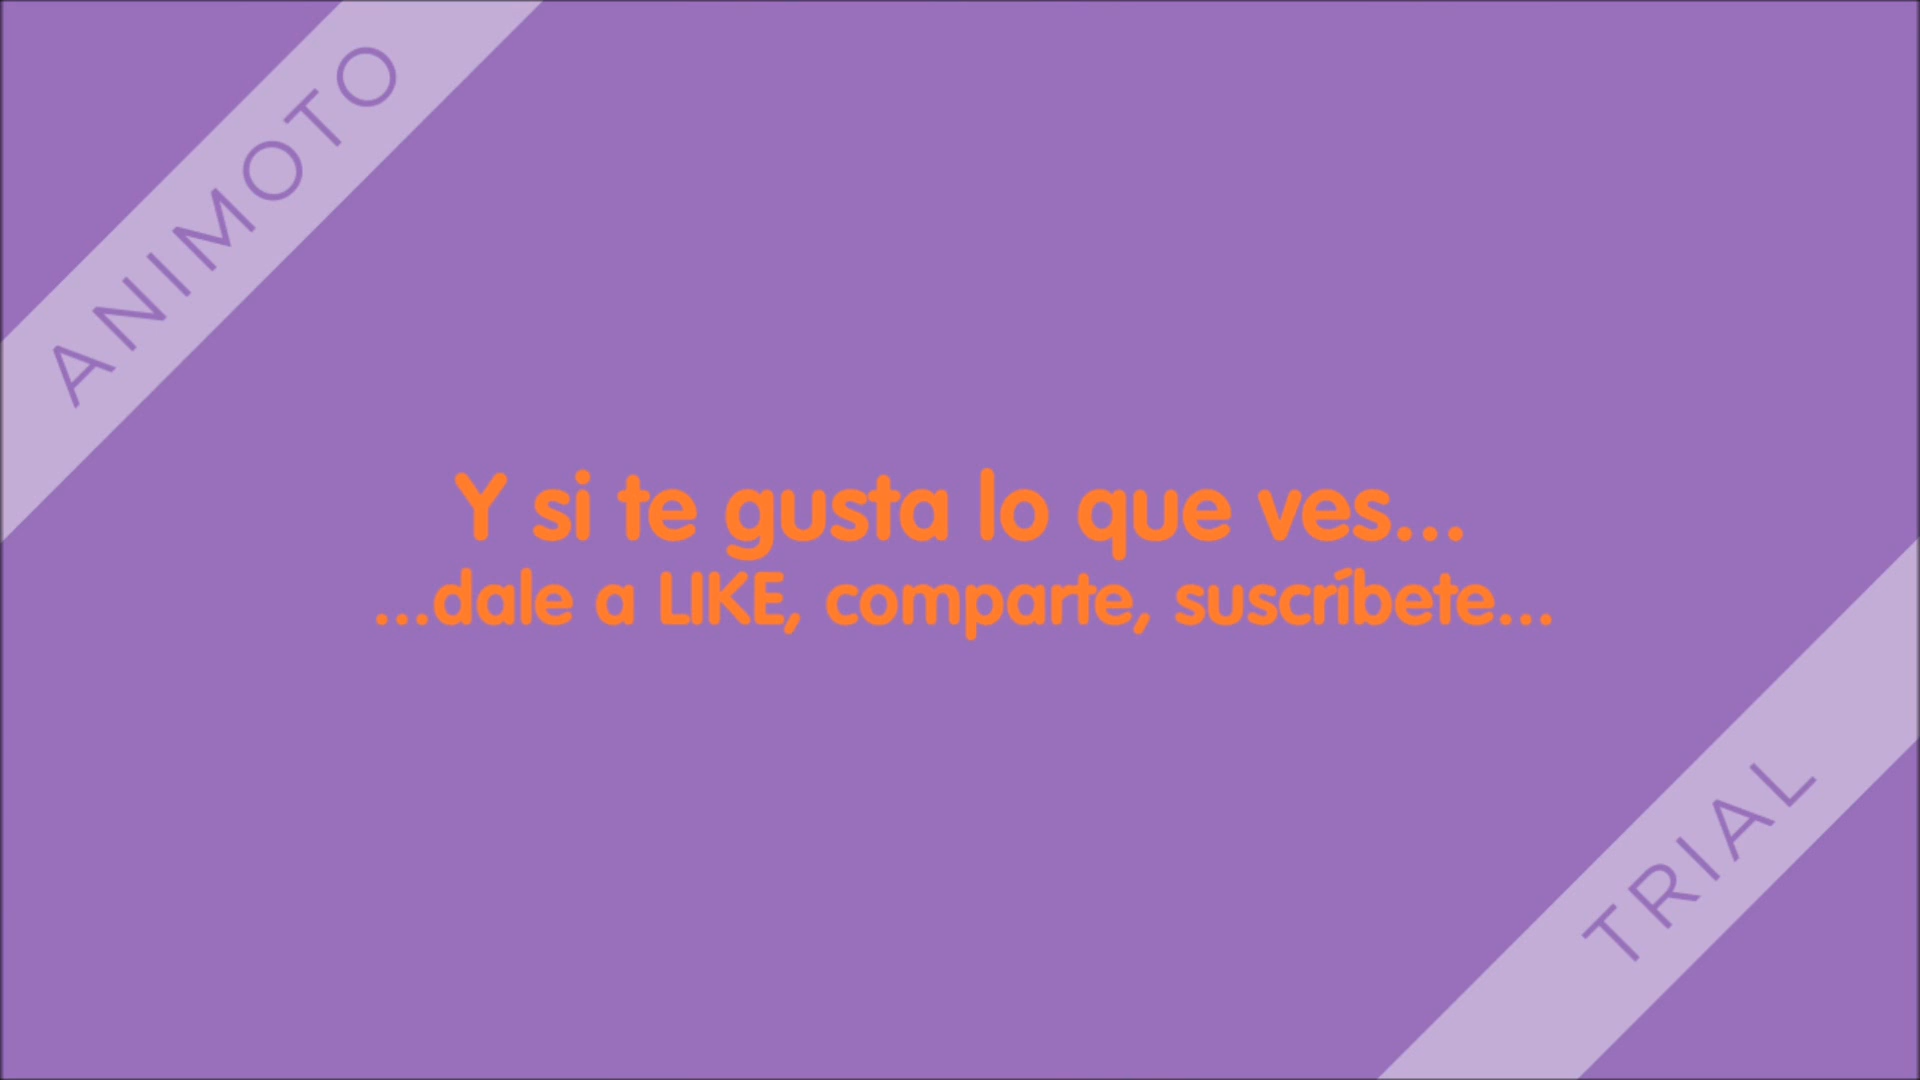 ANIMOTO
Y si te gusta lo que ves...
...dale a LIKE, comparte, suscríbete...
TRIAL